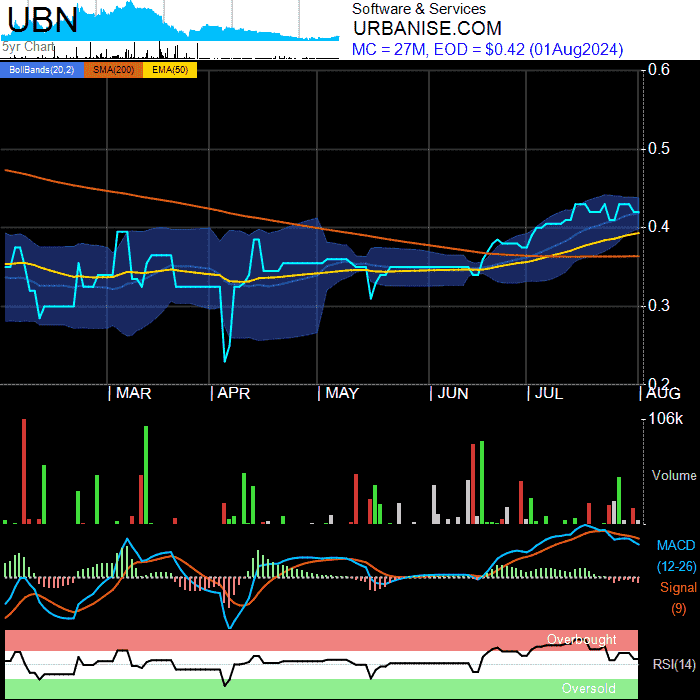 UBN
Software & Services
URBANISE.COM
5yr Chart
MC = 27M, EOD = $0.42 (01Aug2024)
BollBands(20,2) SMA(200) EMA(50)
0.6
0.5
0.4
0.3
0.2
| MAR | APR | MAY | JUN | JUL | AUG
106k
Volume
MACD
(12-26)
Signal
(9)
Overbought
RSI(14)
Oversold